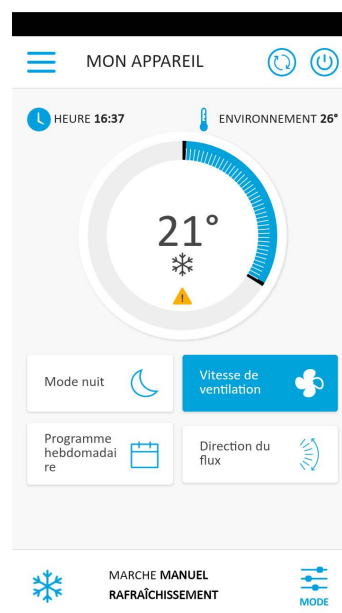 MON APPAREIL
HEURE 16:37
ENVIRONNEMENT 26°
21°
Mode nuit
Vitesse de
ventilation
Programme
hebdomadai
re
Direction du
flux
MARCHE MANUEL
RAFRAÎCHISSEMENT
MODE